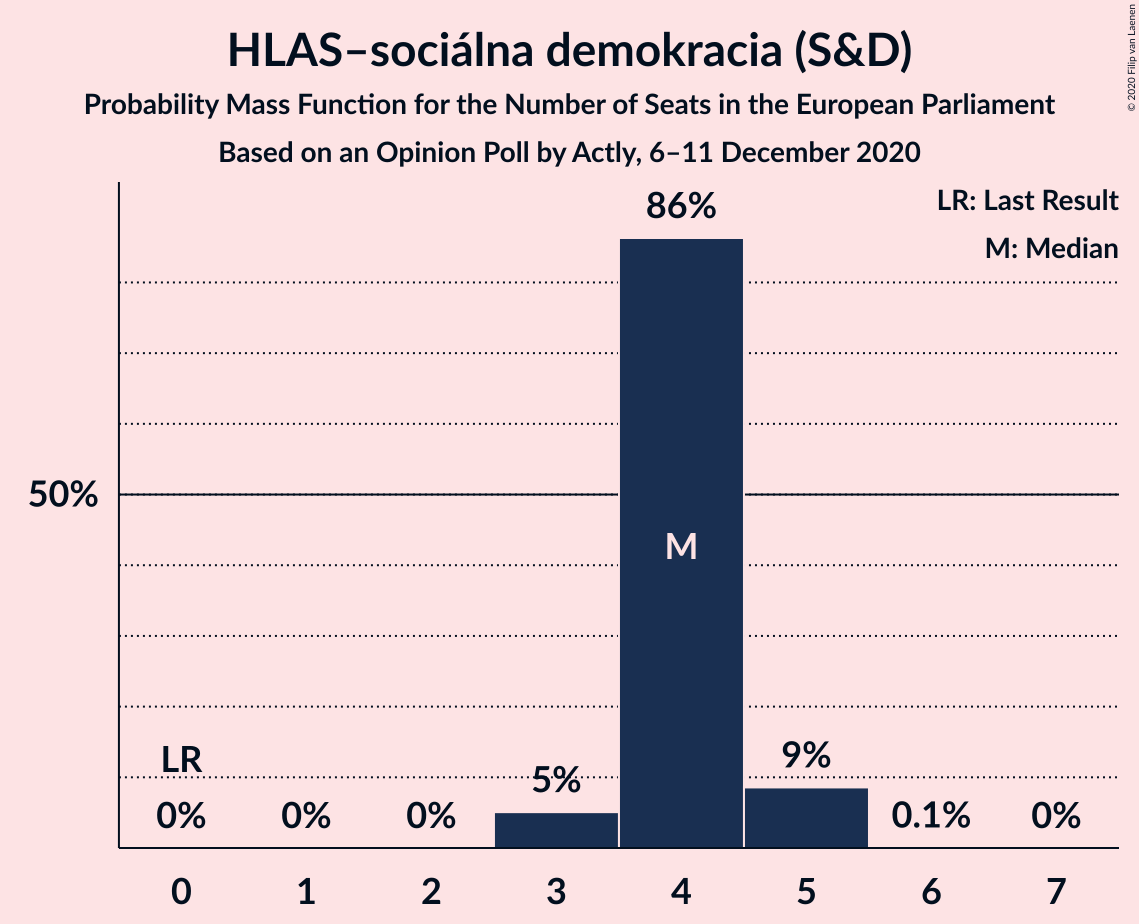 HLAS–sociálna demokracia (S&D)
Probability Mass Function for the Number of Seats in the European Parliament
Based on an Opinion Poll by Actly, 6–11 December 2020
© 2020 Filip van Laenen
LR: Last Result
M: Median
86%
50%
M
LR
0%
0%
0%
5%
9%
0.1%
0%
0 1 2 3 4 5 6 7